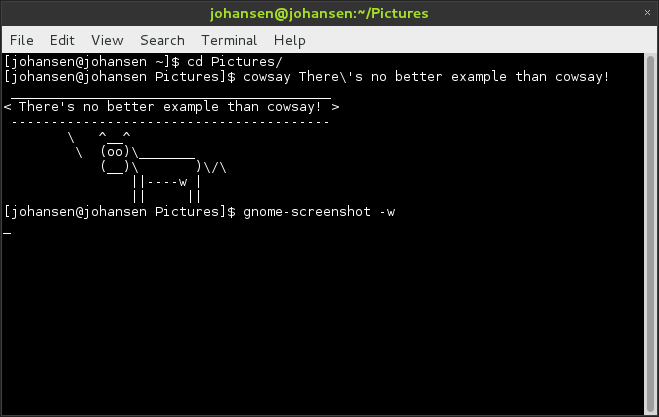 johansen@johansen:~/Pictures ×
File Edit View Search Terminal Help
[johansen@johansen ~]$ cd Pictures/
[johansen@johansen Pictures]$ cowsay There\'s no better example than cowsay!
 ________________________________________
< There's no better example than cowsay! >
 ----------------------------------------
        \   ^__^
         \  (oo)\_______
            (__)\       )\/\
                ||----w |
                ||     ||
[johansen@johansen Pictures]$ gnome-screenshot -w
_